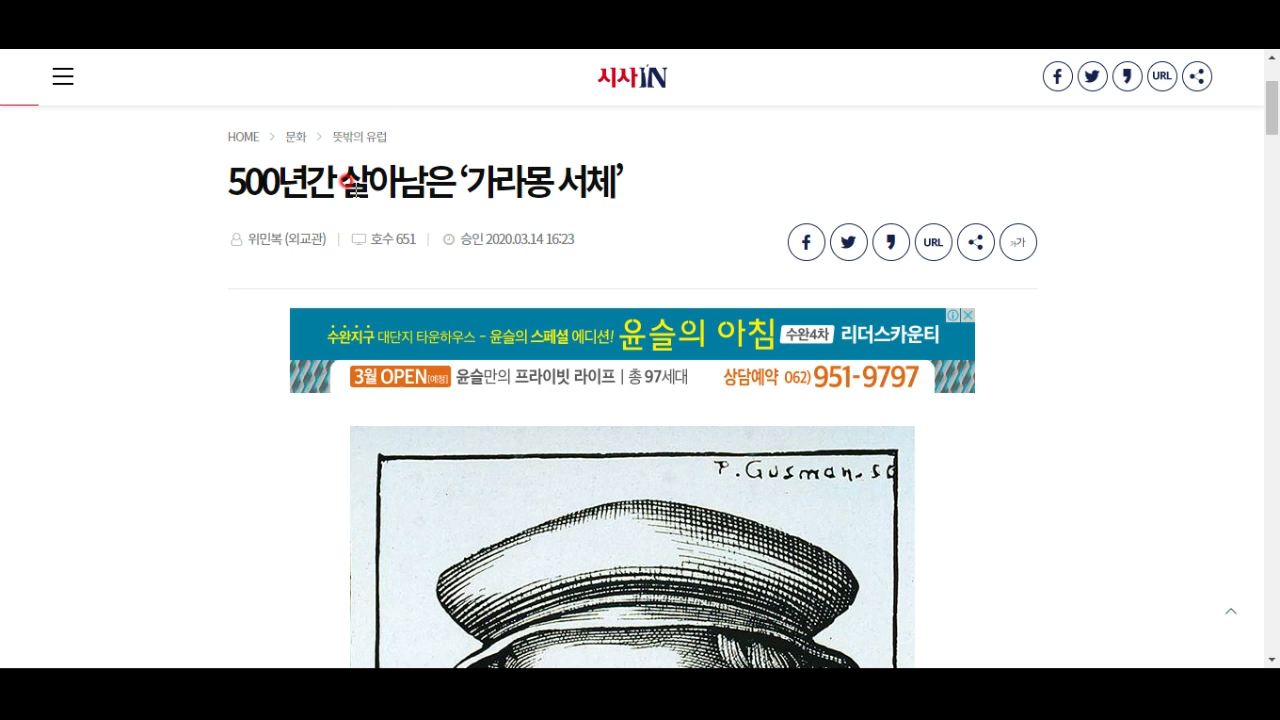 시사IN
URL
HOME > 문화 > 뜻밖의 유럽
500년간 살아남은 ‘가라몽 서체’
위민복 (외교관) | 호수 651 | 승인 2020.03.14 16:23
URL
가가
수완지구 대단지 타운하우스 - 윤슬의 스페셜 에디션! 윤슬의 아침 수완4차 리더스카운티
3월 OPEN[예정] 윤슬만의 프라이빗 라이프 | 총 97세대 상담예약 062) 951-9797
P. Gusman. sc